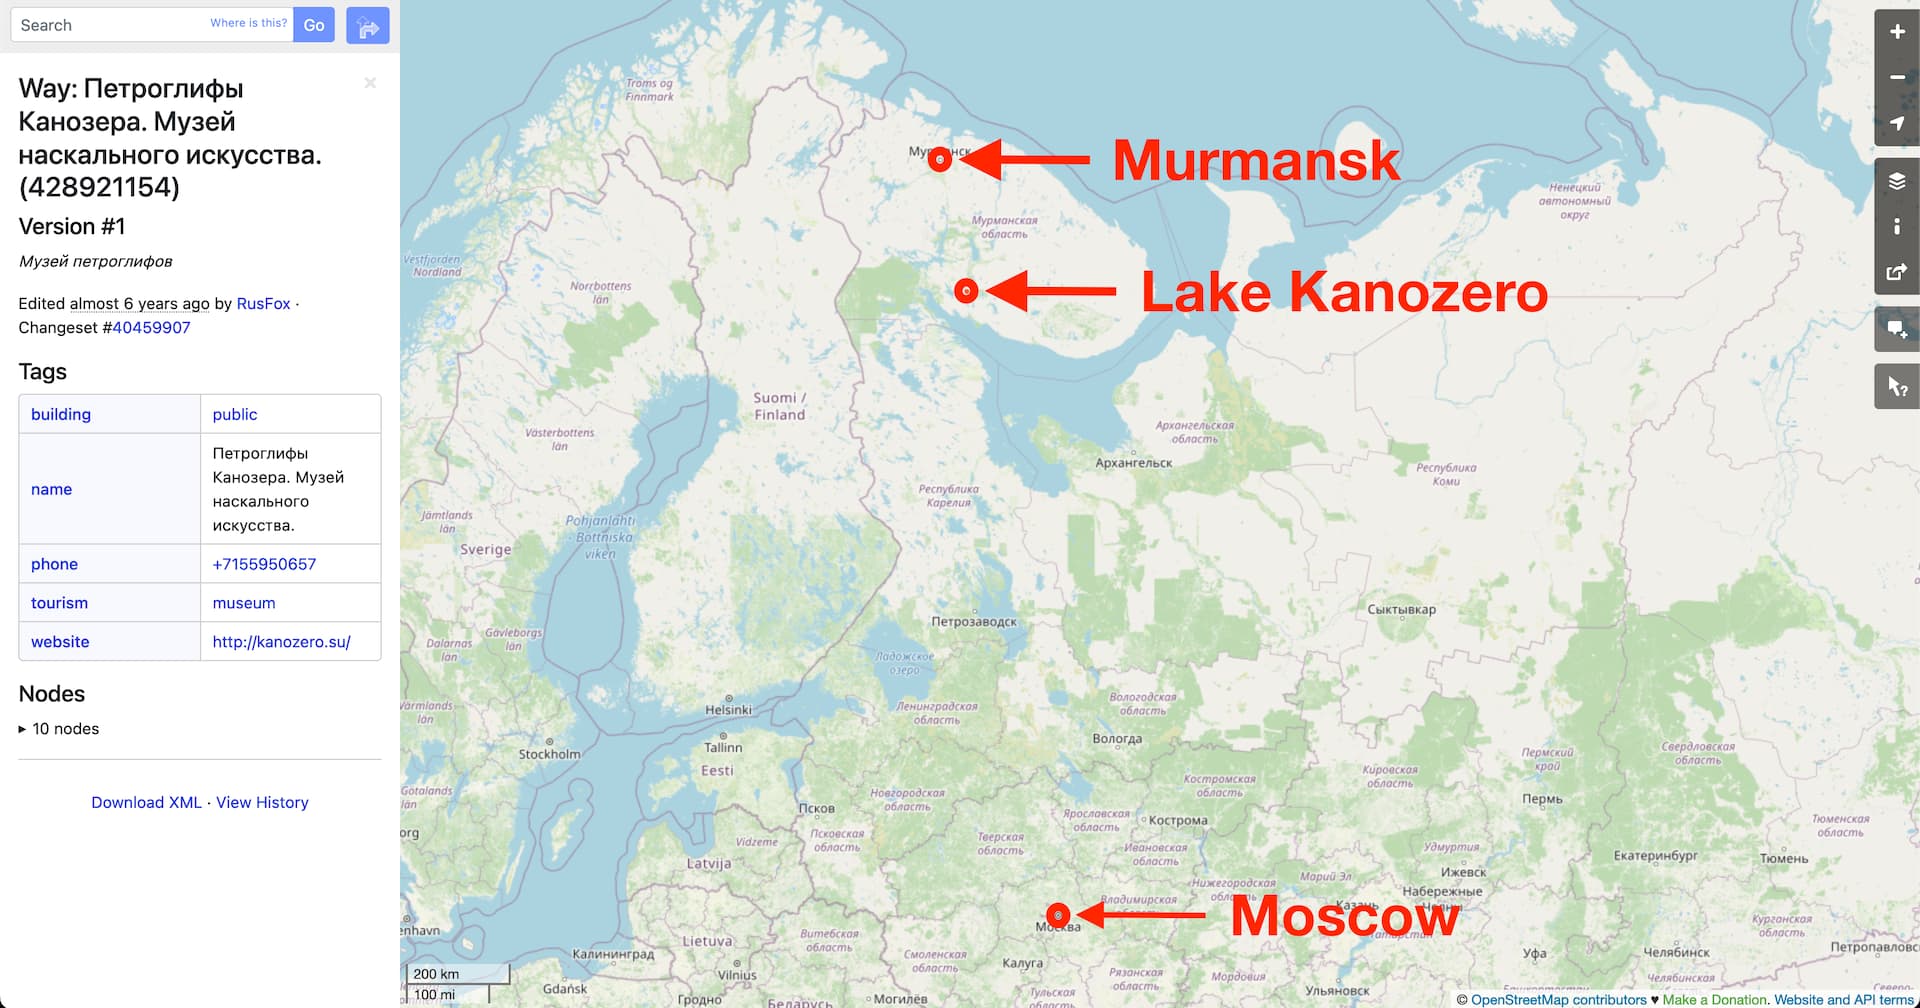 Search
Where is this?
Go
Way: Петроглифы
Канозера. Музей
наскального искусства.
(428921154)
Version #1
Музей петроглифов
Edited almost 6 years ago by RusFox ·
Changeset #40459907
Tags
building
public
name
Петроглифы
Канозера. Музей
наскального
искусства.
phone
+7155950657
tourism
museum
website
http://kanozero.su/
Nodes
▸ 10 nodes
Download XML · View History
Murmansk
Lake Kanozero
Moscow
Troms og
Finnmark
Мурманская
область
Ненецкий
автономный
округ
Vestfjorden
Nordland
Norrbottens
län
Suomi /
Finland
Västerbottens
län
Архангельская
область
Архангельск
Республика
Коми
Республика
Карелия
Jämtlands
län
Sverige
Pohjanlahti
- Bottniska
viken
Сыктывкар
Петрозаводск
Dalarnas
län
Gävleborgs
län
Ладожское
озеро
Värmlands
län
Helsinki
Ленинградская
область
Вологодская
область
Вологда
Stockholm
Tallinn
Eesti
Пермский
край
Свердловская
область
Gotalands
län
Псков
Новгородская
область
Костромская
область
Кировская
область
Пермь
org
Псковская
область
Тверская
область
Ярославская
область
Кострома
Ивановская
область
Тюменская
область
Vidzeme
Latvija
Удмуртия
Ижевск
Екатеринбург
Тюмень
Марий Эл
Набережные
Нижегородская
Владимирская
Москва
Курганская
область
enhavn
Lietuva
Витебская
область
Калининград
Vilnius
Смоленская
область
Калуга
Рязанская
область
Мордовия
Уфа
Челябинск
Петропавловс
Челябинская
область
Gdańsk
Гродно
Беларусь
Могилёв
Тульская
Ульяновск
200 km
100 mi
© OpenStreetMap contributors ♥ Make a Donation. Website and API terms